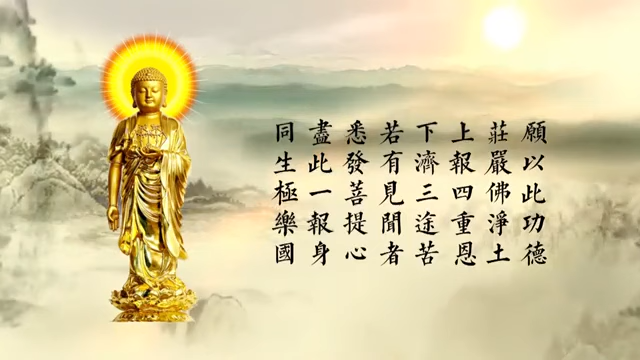 願以此功德
莊嚴佛淨土
上報四重恩
下濟三途苦
若有見聞者
悉發菩提心
盡此一報身
同生極樂國